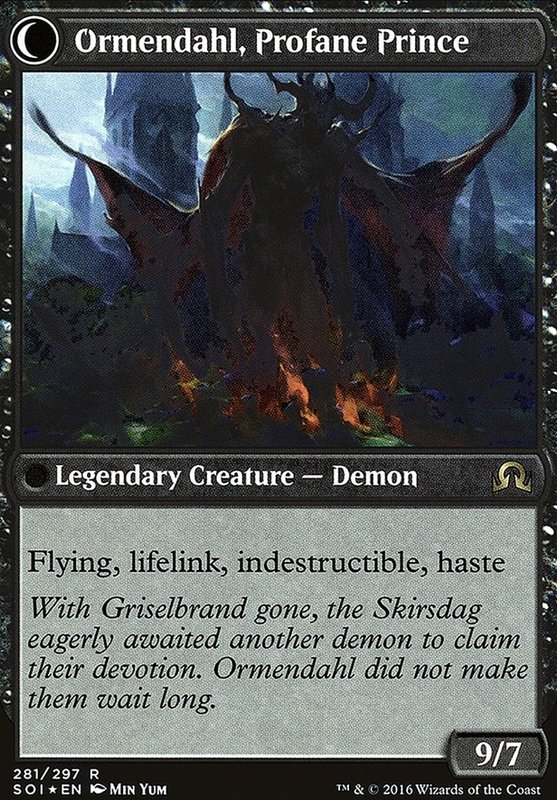 Ormendahl, Profane Prince
Legendary Creature — Demon
Flying, lifelink, indestructible, haste
With Griselbrand gone, the Skirsdag
eagerly awaited another demon to claim
their devotion. Ormendahl did not make
them wait long.
9/7
281/297 R
SOI★EN Min Yum
™ & © 2016 Wizards of the Coast